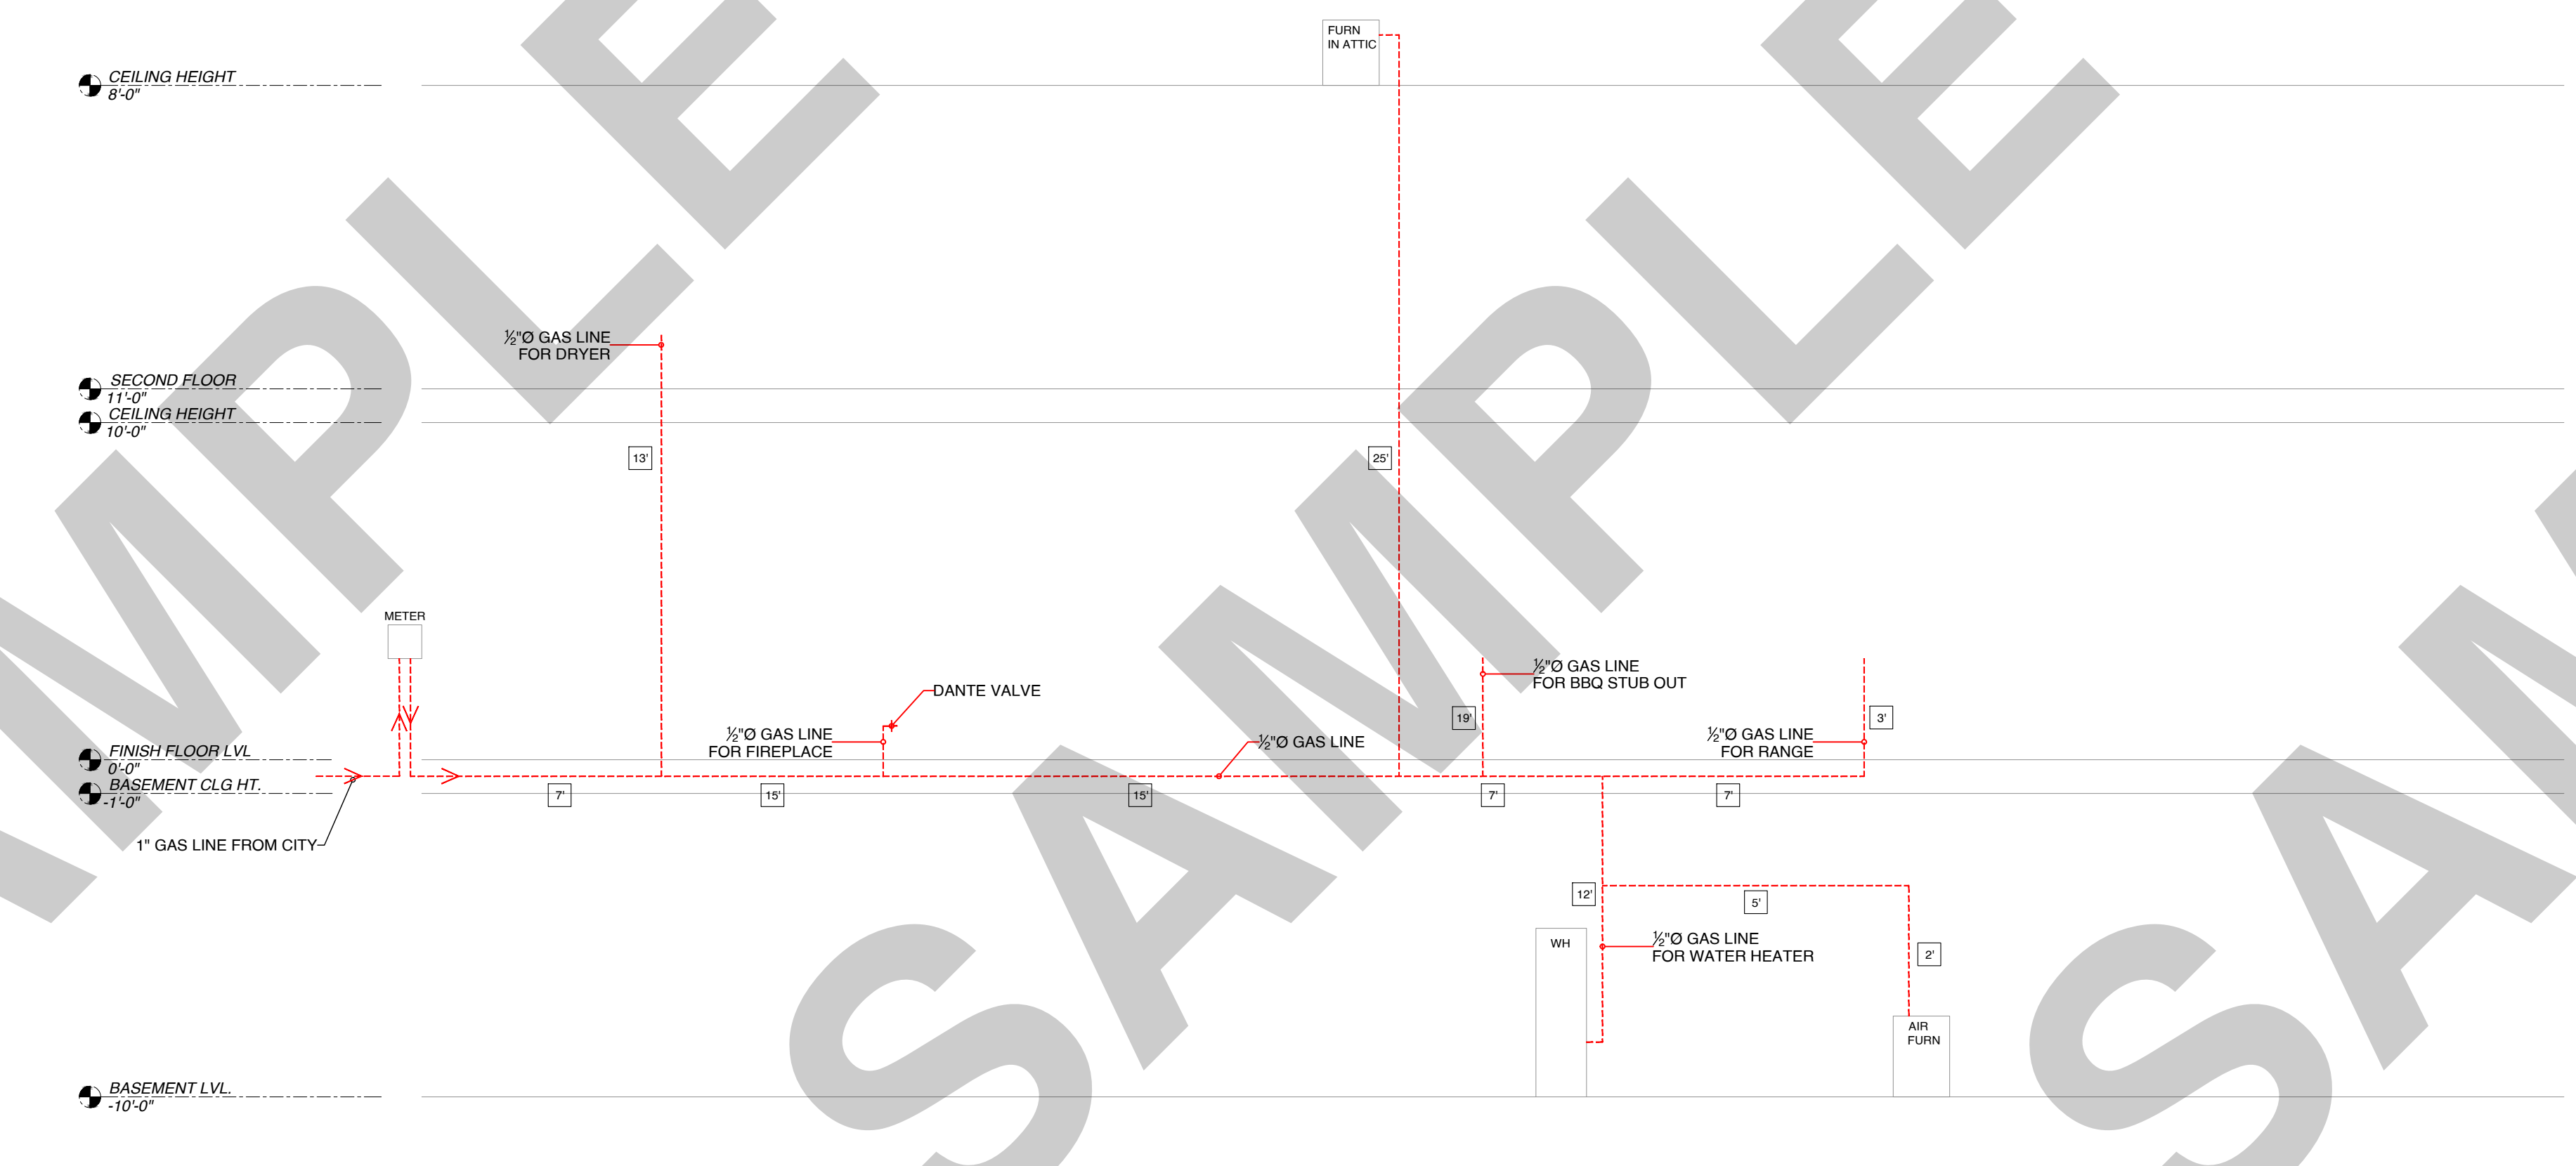 FURN
IN ATTIC
CEILING HEIGHT
8'-0"
½"Ø GAS LINE
FOR DRYER
SECOND FLOOR
11'-0"
CEILING HEIGHT
10'-0"
13'
25'
METER
½"Ø GAS LINE
FOR BBQ STUB OUT
DANTE VALVE
19'
3'
½"Ø GAS LINE
FOR FIREPLACE
½"Ø GAS LINE
½"Ø GAS LINE
FOR RANGE
FINISH FLOOR LVL
0'-0"
BASEMENT CLG HT.
-1'-0"
7'
15'
15'
7'
7'
1" GAS LINE FROM CITY
12'
5'
WH
½"Ø GAS LINE
FOR WATER HEATER
2'
AIR
FURN
BASEMENT LVL.
-10'-0"
SAMPLE